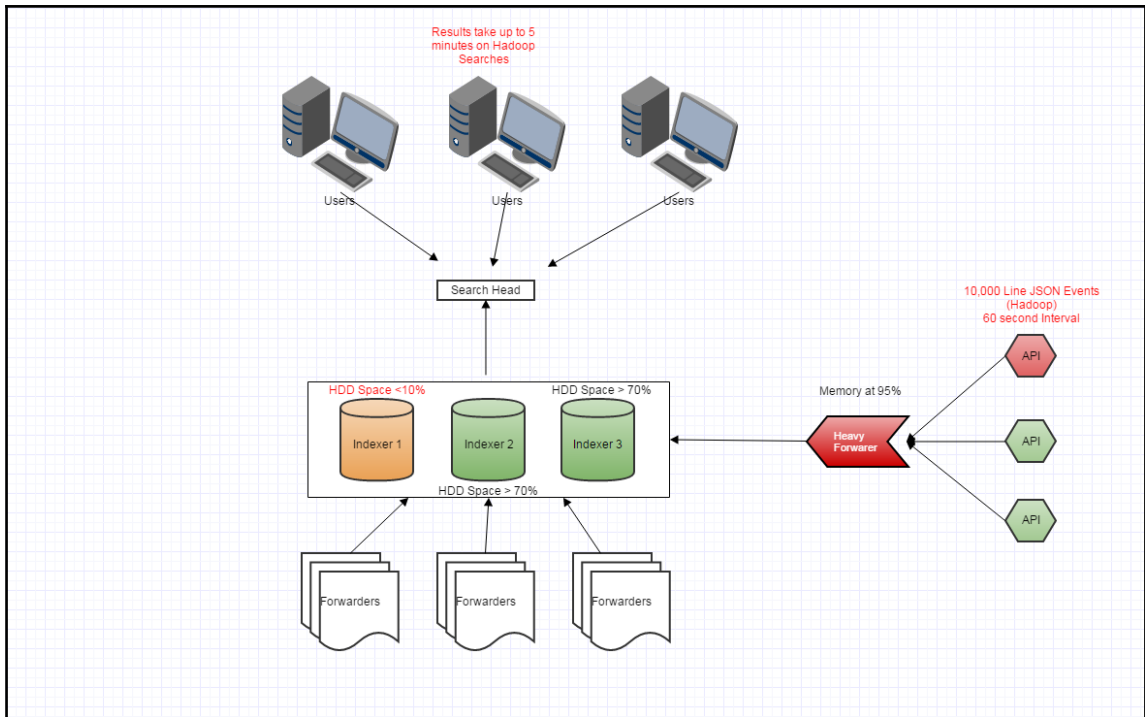 Results take up to 5
minutes on Hadoop
Searches
Users
Users
Users
Search Head
10,000 Line JSON Events
(Hadoop)
60 second Interval
API
HDD Space <10%
HDD Space > 70%
Memory at 95%
Indexer 1
Indexer 2
Indexer 3
Heavy
Forwarer
API
HDD Space > 70%
API
Forwarders
Forwarders
Forwarders